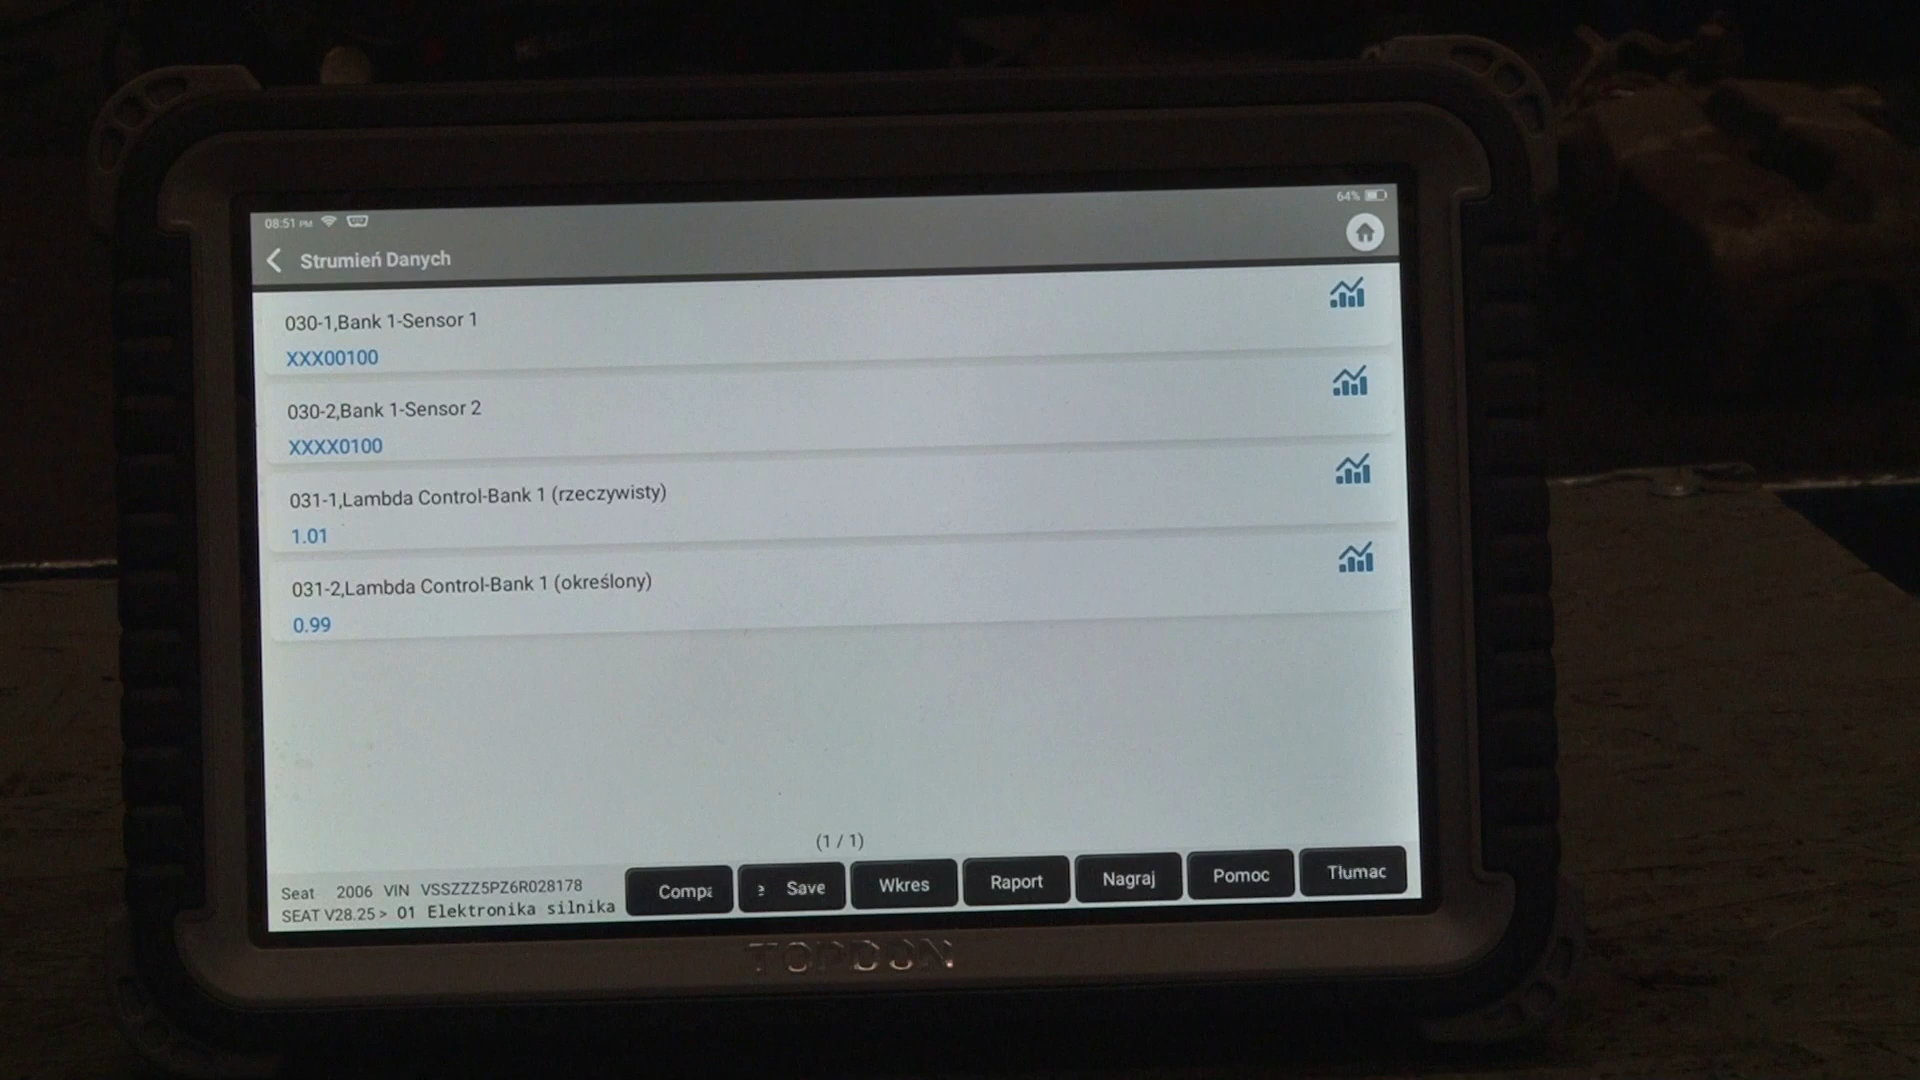 08:51 PM
64%
Strumień Danych
030-1,Bank 1-Sensor 1
XXX00100
030-2,Bank 1-Sensor 2
XXXX0100
031-1,Lambda Control-Bank 1 (rzeczywisty)
1.01
031-2,Lambda Control-Bank 1 (określony)
0.99
(1 / 1)
Seat 2006 VIN VSSZZZ5PZ6R028178
SEAT V28.25 > 01 Elektronika silnika
Compa
Save
Wkres
Raport
Nagraj
Pomoc
Tłumac
TOPDON